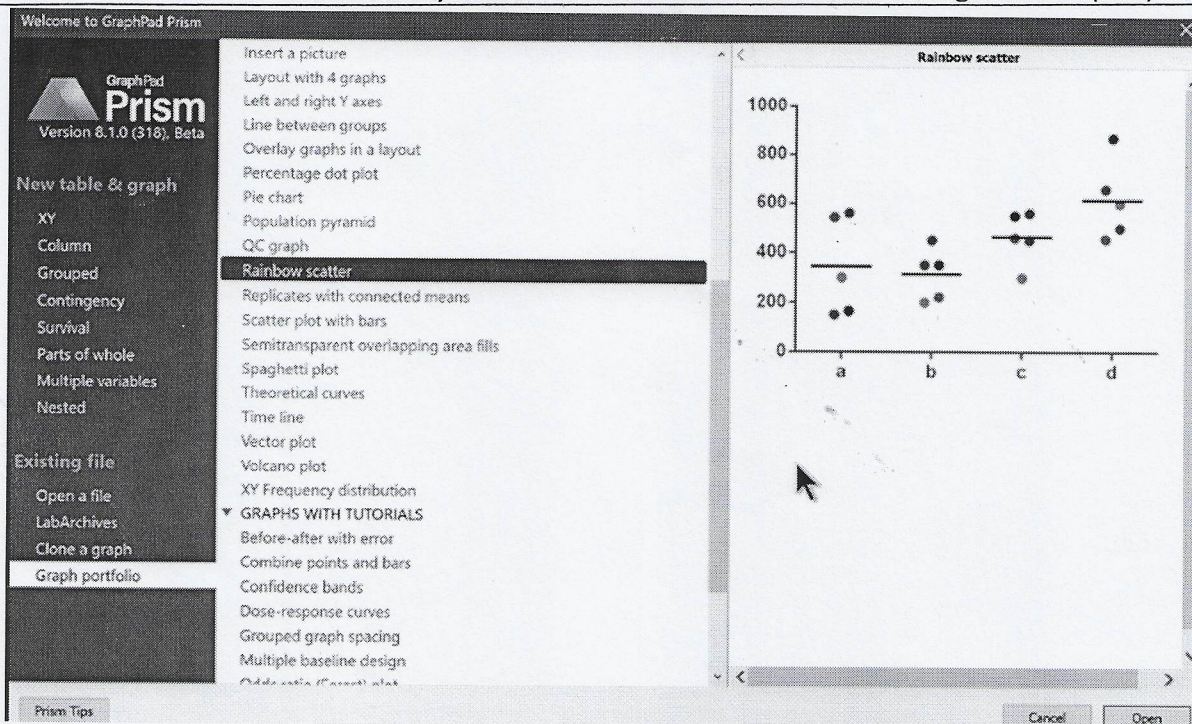 Welcome to GraphPad Prism
GraphPad
Prism
Version 8.1.0 (318), Beta
New table & graph
XY
Column
Grouped
Contingency
Survival
Parts of whole
Multiple variables
Nested
Existing file
Open a file
LabArchives
Clone a graph
Graph portfolio
Prism Tips
Insert a picture
Layout with 4 graphs
Left and right Y axes
Line between groups
Overlay graphs in a layout
Percentage dot plot
Pie chart
Population pyramid
QC graph
Rainbow scatter
Replicates with connected means
Scatter plot with bars
Semitransparent overlapping area fills
Spaghetti plot
Theoretical curves
Time line
Vector plot
Volcano plot
XY Frequency distribution
GRAPHS WITH TUTORIALS
Before-after with error
Combine points and bars
Confidence bands
Dose-response curves
Grouped graph spacing
Multiple baseline design
Odds ratio (Forest) plot
Rainbow scatter
1000
800
600
400
200
0
a b c d
Cancel Open